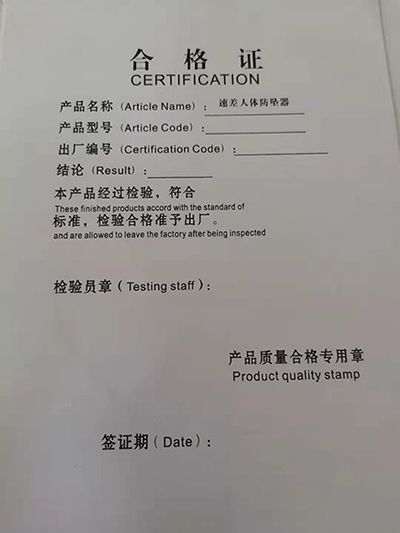 合格证
CERTIFICATION
产品名称（Article Name）: 速差人体防坠器
产品型号（Article Code）:
出厂编号（Certification Code）:
结论（Result）:
本产品经过检验，符合
These finished products accord with the standard of
标准，检验合格准予出厂。
and are allowed to leave the factory after being inspected
检验员章（Testing staff）:
产品质量合格专用章
Product quality stamp
签证期（Date）: